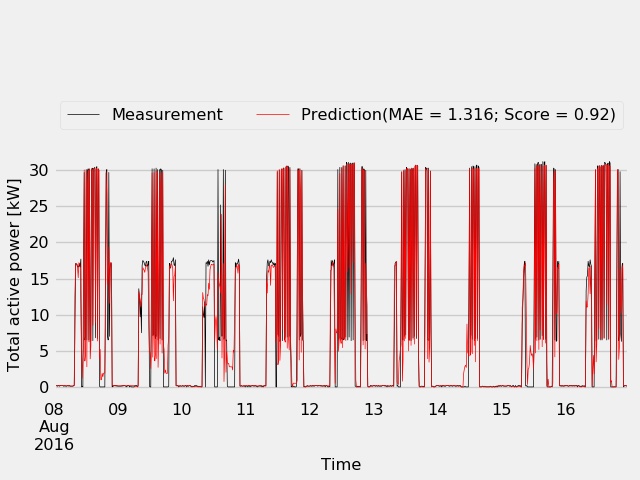 Measurement
Prediction(MAE = 1.316; Score = 0.92)
Total active power [kW]
30
25
20
15
10
5
0
08 09 10 11 12 13 14 15 16
Aug
2016
Time